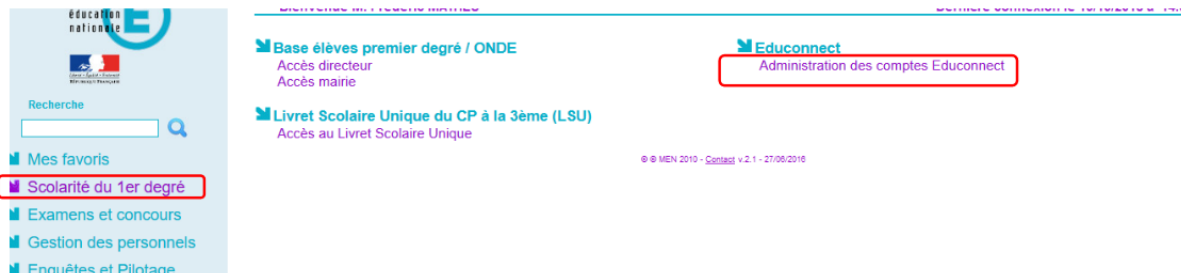 éducation
nationale
Recherche
Mes favoris
Scolarité du 1er degré
Examens et concours
Gestion des personnels
Enquêtes et Pilotage
Base élèves premier degré / ONDE
Accès directeur
Accès mairie
Livret Scolaire Unique du CP à la 3ème (LSU)
Accès au Livret Scolaire Unique
Educonnect
Administration des comptes Educonnect
© © MEN 2010 - Contact v.2.1 - 27/06/2016